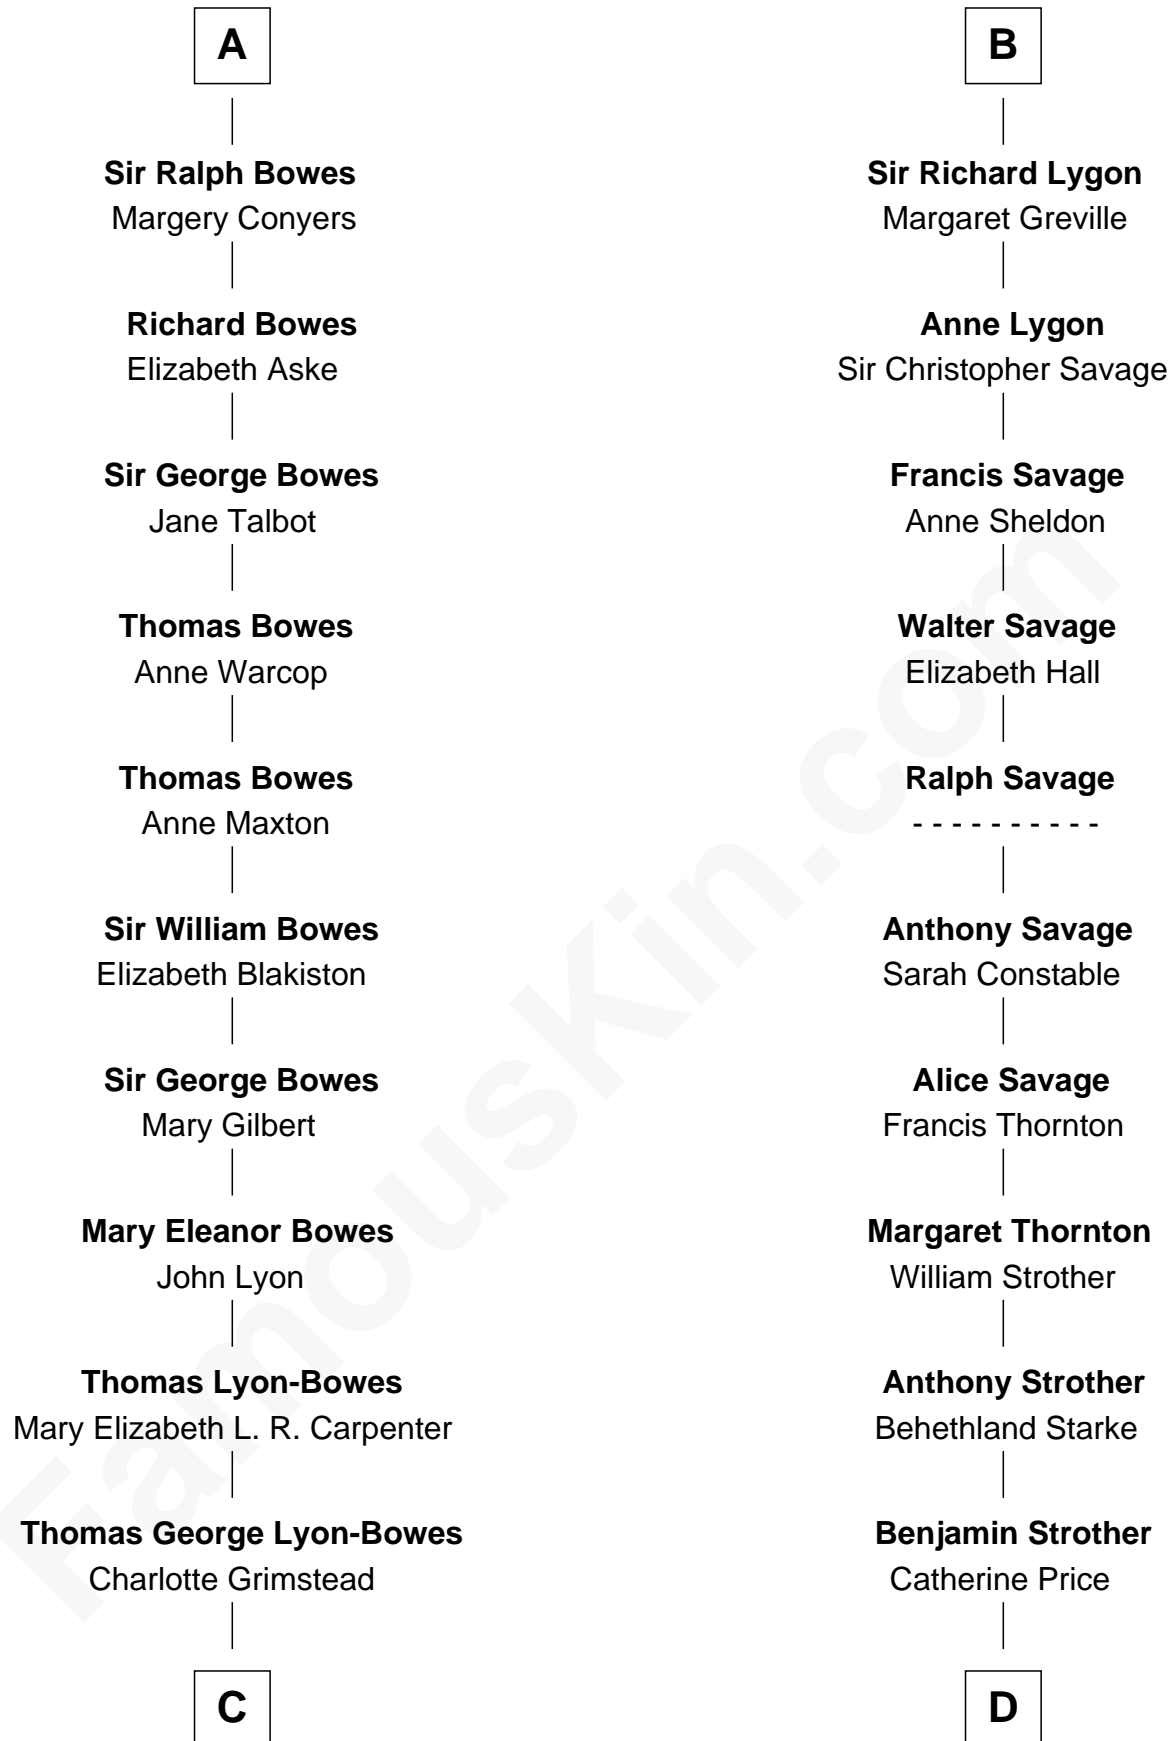 A
Sir Ralph Bowes
Margery Conyers
Richard Bowes
Elizabeth Aske
Sir George Bowes
Jane Talbot
Thomas Bowes
Anne Warcop
Thomas Bowes
Anne Maxton
Sir William Bowes
Elizabeth Blakiston
Sir George Bowes
Mary Gilbert
Mary Eleanor Bowes
John Lyon
Thomas Lyon-Bowes
Mary Elizabeth L. R. Carpenter
Thomas George Lyon-Bowes
Charlotte Grimstead
C
B
Sir Richard Lygon
Margaret Greville
Anne Lygon
Sir Christopher Savage
Francis Savage
Anne Sheldon
Walter Savage
Elizabeth Hall
Ralph Savage
- - - - - - - - - -
Anthony Savage
Sarah Constable
Alice Savage
Francis Thornton
Margaret Thornton
William Strother
Anthony Strother
Behethland Starke
Benjamin Strother
Catherine Price
D
FamousKin.com